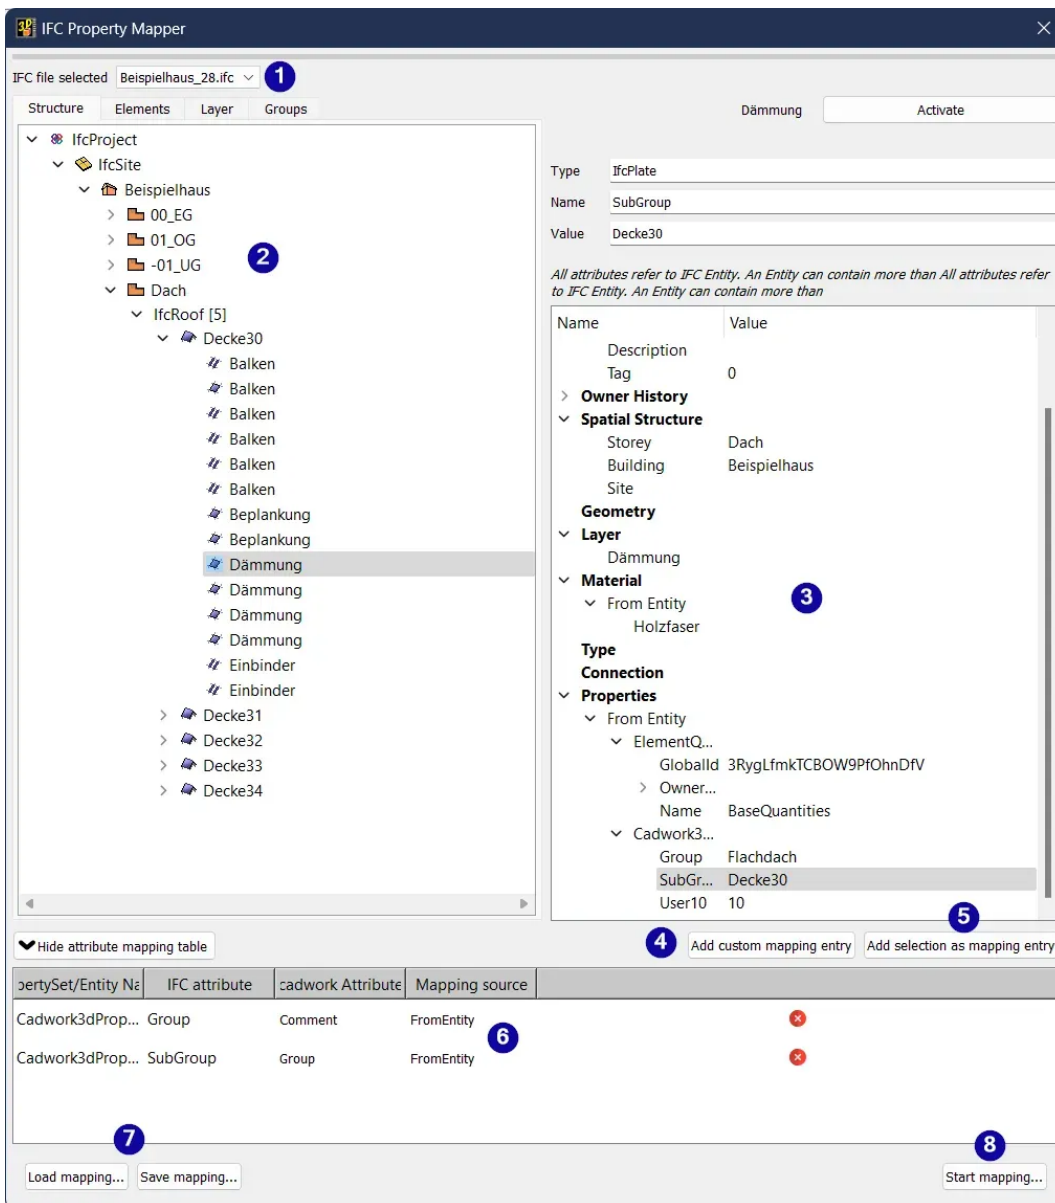 IFC Property Mapper
IFC file selected Beispielhaus_28.ifc 1
Structure Elements Layer Groups
IfcProject
IfcSite
Beispielhaus
00_EG
01_OG
2
-01_UG
Dach
IfcRoof [5]
Decke30
Balken
Balken
Balken
Balken
Balken
Balken
Beplankung
Beplankung
Dämmung
Dämmung
Dämmung
Dämmung
Einbinder
Einbinder
Decke31
Decke32
Decke33
Decke34
Dämmung Activate
Type IfcPlate
Name SubGroup
Value Decke30
All attributes refer to IFC Entity. An Entity can contain more than All attributes refer
to IFC Entity. An Entity can contain more than
Name Value
Description
Tag 0
Owner History
Spatial Structure
Storey Dach
Building Beispielhaus
Site
Geometry
Layer
Dämmung
Material
From Entity 3
Holzfaser
Type
Connection
Properties
From Entity
ElementQ...
GlobalId 3RygLfmkTCBOW9PfOhnDfV
Owner...
Name BaseQuantities
Cadwork3...
Group Flachdach
SubGr... Decke30
User10 10
5
Hide attribute mapping table 4 Add custom mapping entry Add selection as mapping entry
pertySet/Entity Na IFC attribute cadwork Attribute Mapping source
Cadwork3dProp... Group Comment FromEntity
6
Cadwork3dProp... SubGroup Group FromEntity
7 8
Load mapping... Save mapping... Start mapping...